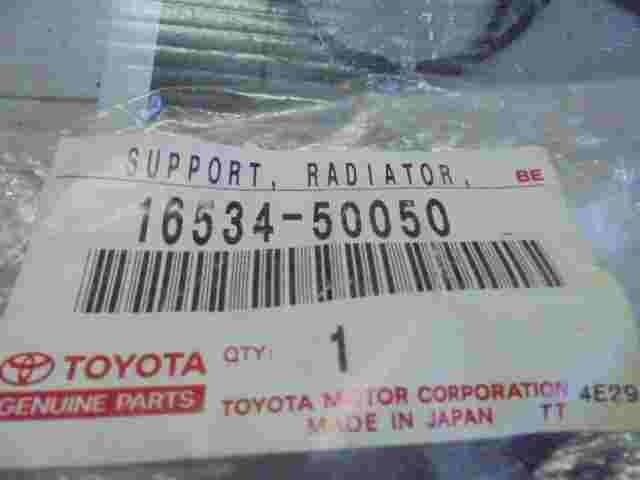 SUPPORT, RADIATOR, BE
16534-50050
TOYOTA QTY: 1
GENUINE PARTS
TOYOTA MOTOR CORPORATION 4E29
MADE IN JAPAN TT